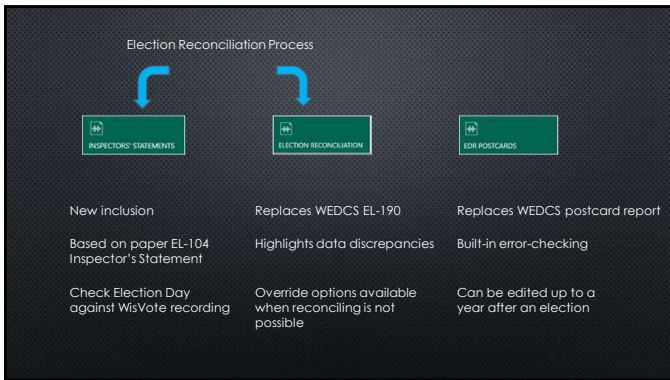 Election Reconciliation Process
INSPECTORS' STATEMENTS
ELECTION RECONCILIATION
EDR POSTCARDS
New inclusion
Based on paper EL-104
Inspector's Statement
Check Election Day
against WisVote recording
Replaces WEDCS EL-190
Highlights data discrepancies
Override options available
when reconciling is not
possible
Replaces WEDCS postcard report
Built-in error-checking
Can be edited up to a
year after an election